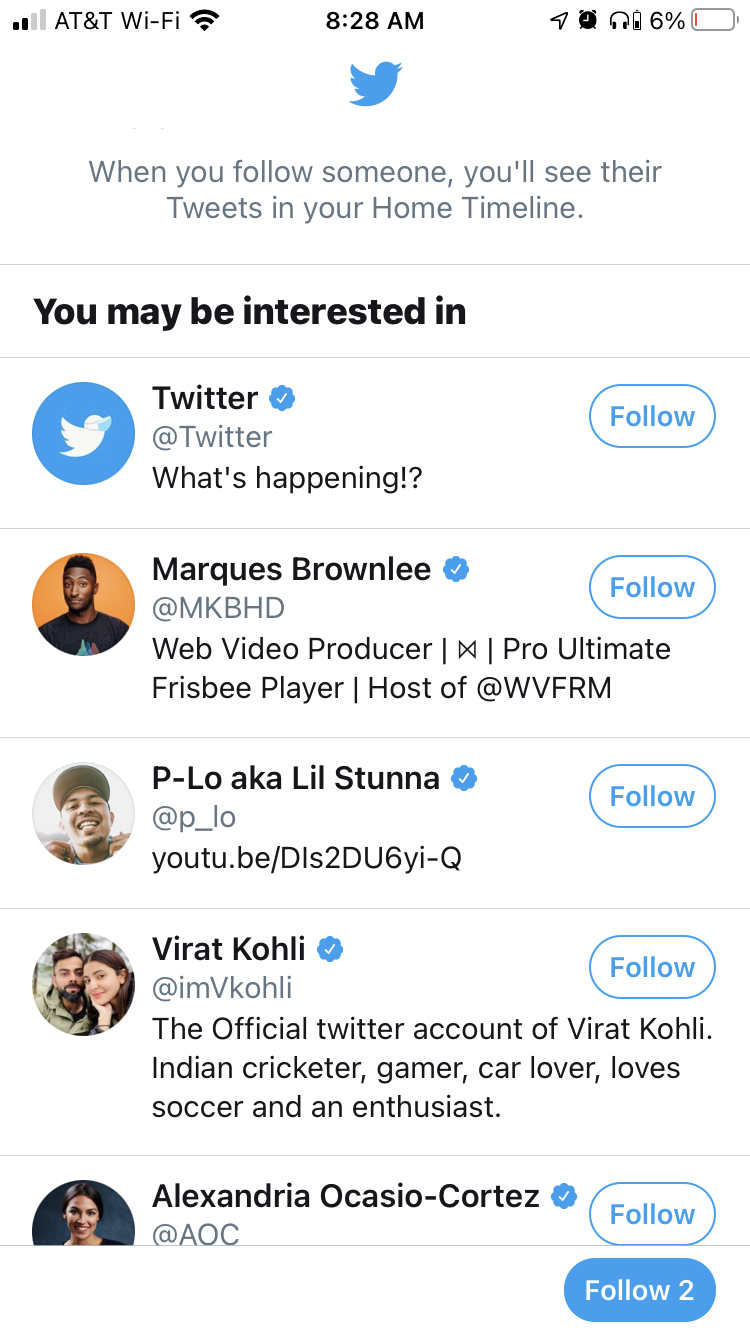 AT&T Wi-Fi 8:28 AM 6%
When you follow someone, you'll see their
Tweets in your Home Timeline.
You may be interested in
Twitter
Follow
@Twitter
What's happening!?
Marques Brownlee
Follow
@MKBHD
Web Video Producer | ⋈ | Pro Ultimate
Frisbee Player | Host of @WVFRM
P-Lo aka Lil Stunna
Follow
@p_lo
youtu.be/DIs2DU6yi-Q
Virat Kohli
Follow
@imVkohli
The Official twitter account of Virat Kohli.
Indian cricketer, gamer, car lover, loves
soccer and an enthusiast.
Alexandria Ocasio-Cortez
Follow
@AOC
Follow 2